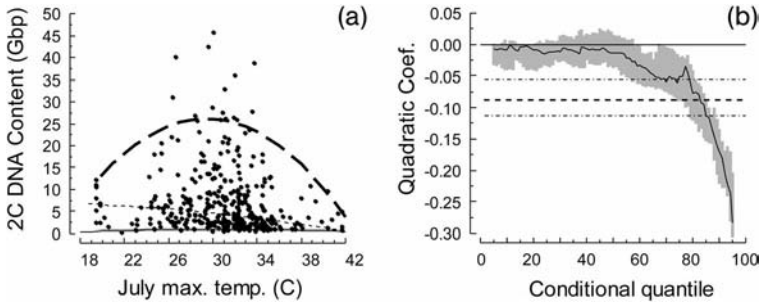 (a)
2C DNA Content (Gbp)
50
45
40
35
30
25
20
15
10
5
0
18 22 26 30 34 38 42
July max. temp. (C)
(b)
Quadratic Coef.
0.00
-0.05
-0.10
-0.15
-0.20
-0.25
-0.30
0 20 40 60 80 100
Conditional quantile